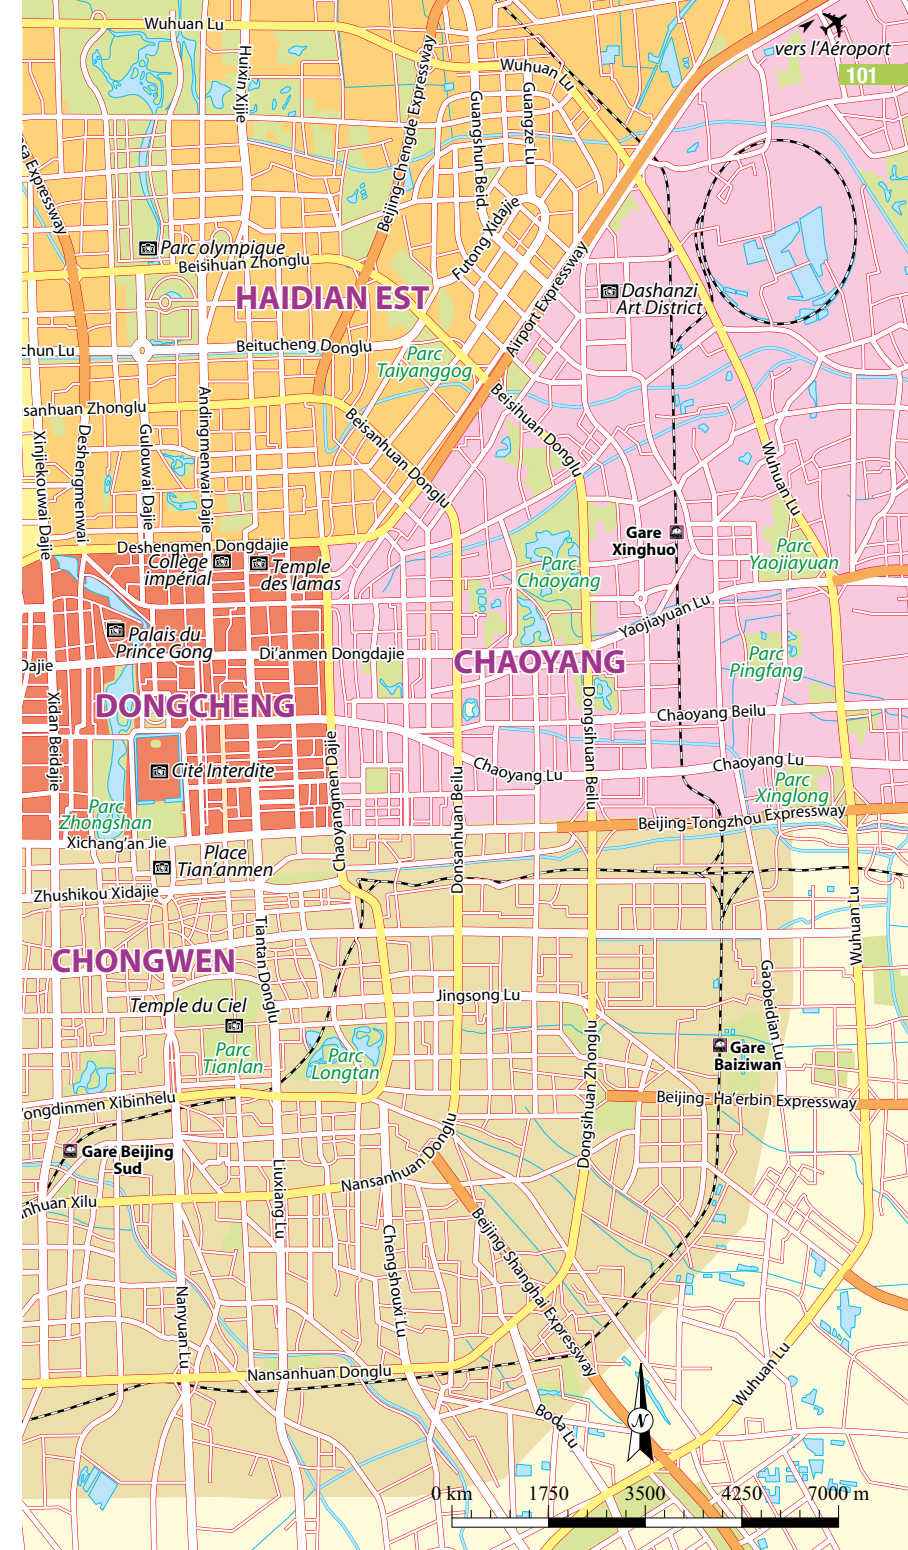 Wuhuan Lu
vers l'Aéroport
101
Huixin Xijie
Beijing-Chengde Expressway
Wuhuan Lu
Guangshun Beid.
Guangze Lu
Expressway
Parc olympique
Beisihuan Zhonglu
Futong Xidajie
HAIDIAN EST
Airport Expressway
Dashanzi
Art District
chun Lu
Beitucheng Donglu
Parc
Taiyanggog
Beisihuan Donglu
sanhuan Zhonglu
Andingmenwai Dajie
Beisanhuan Donglu
Xinjiekouwai Dajie
Deshengmenwai
Gulouwai Dajie
Wuhuan Lu
Gare
Xinghuo
Deshengmen Dongdajie
Collège
impérial
Temple
des lamas
Parc
Chaoyang
Parc
Yaojiayuan
Yaojiayuan Lu
Palais du
Prince Gong
Di'anmen Dongdajie
Dajie
CHAOYANG
Parc
Pingfang
DONGCHENG
Xidan Beidajie
Dongsihuan Beilu
Chaoyang Beilu
Cité Interdite
Chaoyangmen Dajie
Chaoyang Lu
Chaoyang Lu
Donsanhuan Beilu
Parc
Xinglong
Parc
Zhongshan
Beijing-Tongzhou Expressway
Xichang'an Jie
Place
Tian'anmen
Zhushikou Xidajie
Wuhuan Lu
Tiantan Donglu
CHONGWEN
Gaobeidian Lu
Jingsong Lu
Temple du Ciel
Parc
Tianlan
Parc
Longtan
Dongsihuan Zhonglu
Gare
Baiziwan
ongdinmen Xibinhelu
Beijing- Ha'erbin Expressway
Gare Beijing
Sud
Nansanhuan Donglu
Liuxiang Lu
nhuan Xilu
Chengshouxi Lu
Beijing-Shanghai Expressway
Nanyuan Lu
Nansanhuan Donglu
Wuhuan Lu
Boda Lu
N
0 km 1750 3500 4250 7000 m